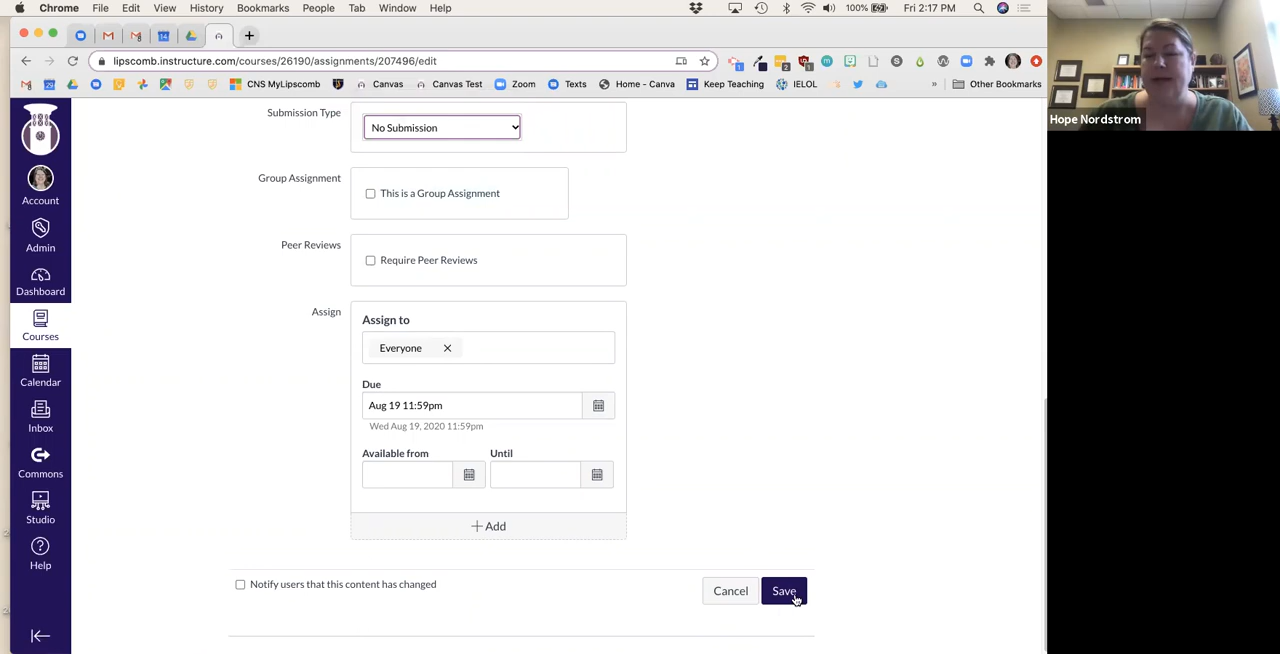 Chrome File Edit View History Bookmarks People Tab Window Help
100% Fri 2:17 PM
lipscomb.instructure.com/courses/26190/assignments/207496/edit
CNS MyLipscomb Canvas Canvas Test Zoom Texts Home - Canva Keep Teaching IELOL » Other Bookmarks
Hope Nordstrom
Account
Admin
Dashboard
Courses
Calendar
Inbox
Commons
Studio
Help
Submission Type No Submission
Group Assignment This is a Group Assignment
Peer Reviews Require Peer Reviews
Assign Assign to
Everyone
Due
Aug 19 11:59pm
Wed Aug 19, 2020 11:59pm
Available from Until
+ Add
Notify users that this content has changed
Cancel Save